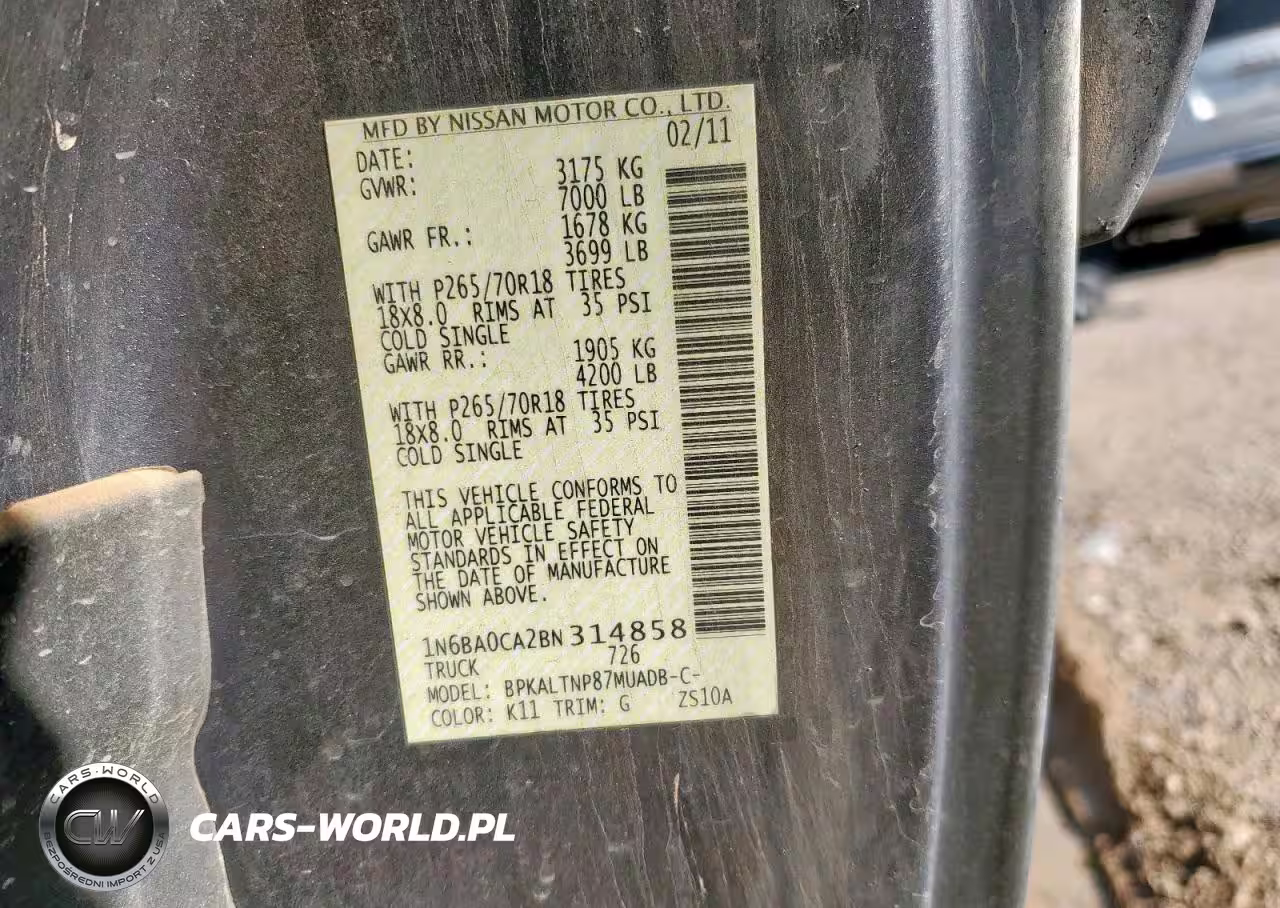 MFD BY NISSAN MOTOR CO., LTD.
DATE: 02/11
GVWR: 3175 KG
7000 LB
GAWR FR.: 1678 KG
3699 LB
WITH P265/70R18 TIRES
18X8.0 RIMS AT 35 PSI
COLD SINGLE
GAWR RR.: 1905 KG
4200 LB
WITH P265/70R18 TIRES
18X8.0 RIMS AT 35 PSI
COLD SINGLE
THIS VEHICLE CONFORMS TO
ALL APPLICABLE FEDERAL
MOTOR VEHICLE SAFETY
STANDARDS IN EFFECT ON
THE DATE OF MANUFACTURE
SHOWN ABOVE.
1N6BA0CA2BN314858
TRUCK 726
MODEL: BPKALTNP87MUADB-C-
COLOR: K11 TRIM: G ZS10A
CARS-WORLD
CW
BEZPOŚREDNI IMPORT Z USA
CARS-WORLD.PL